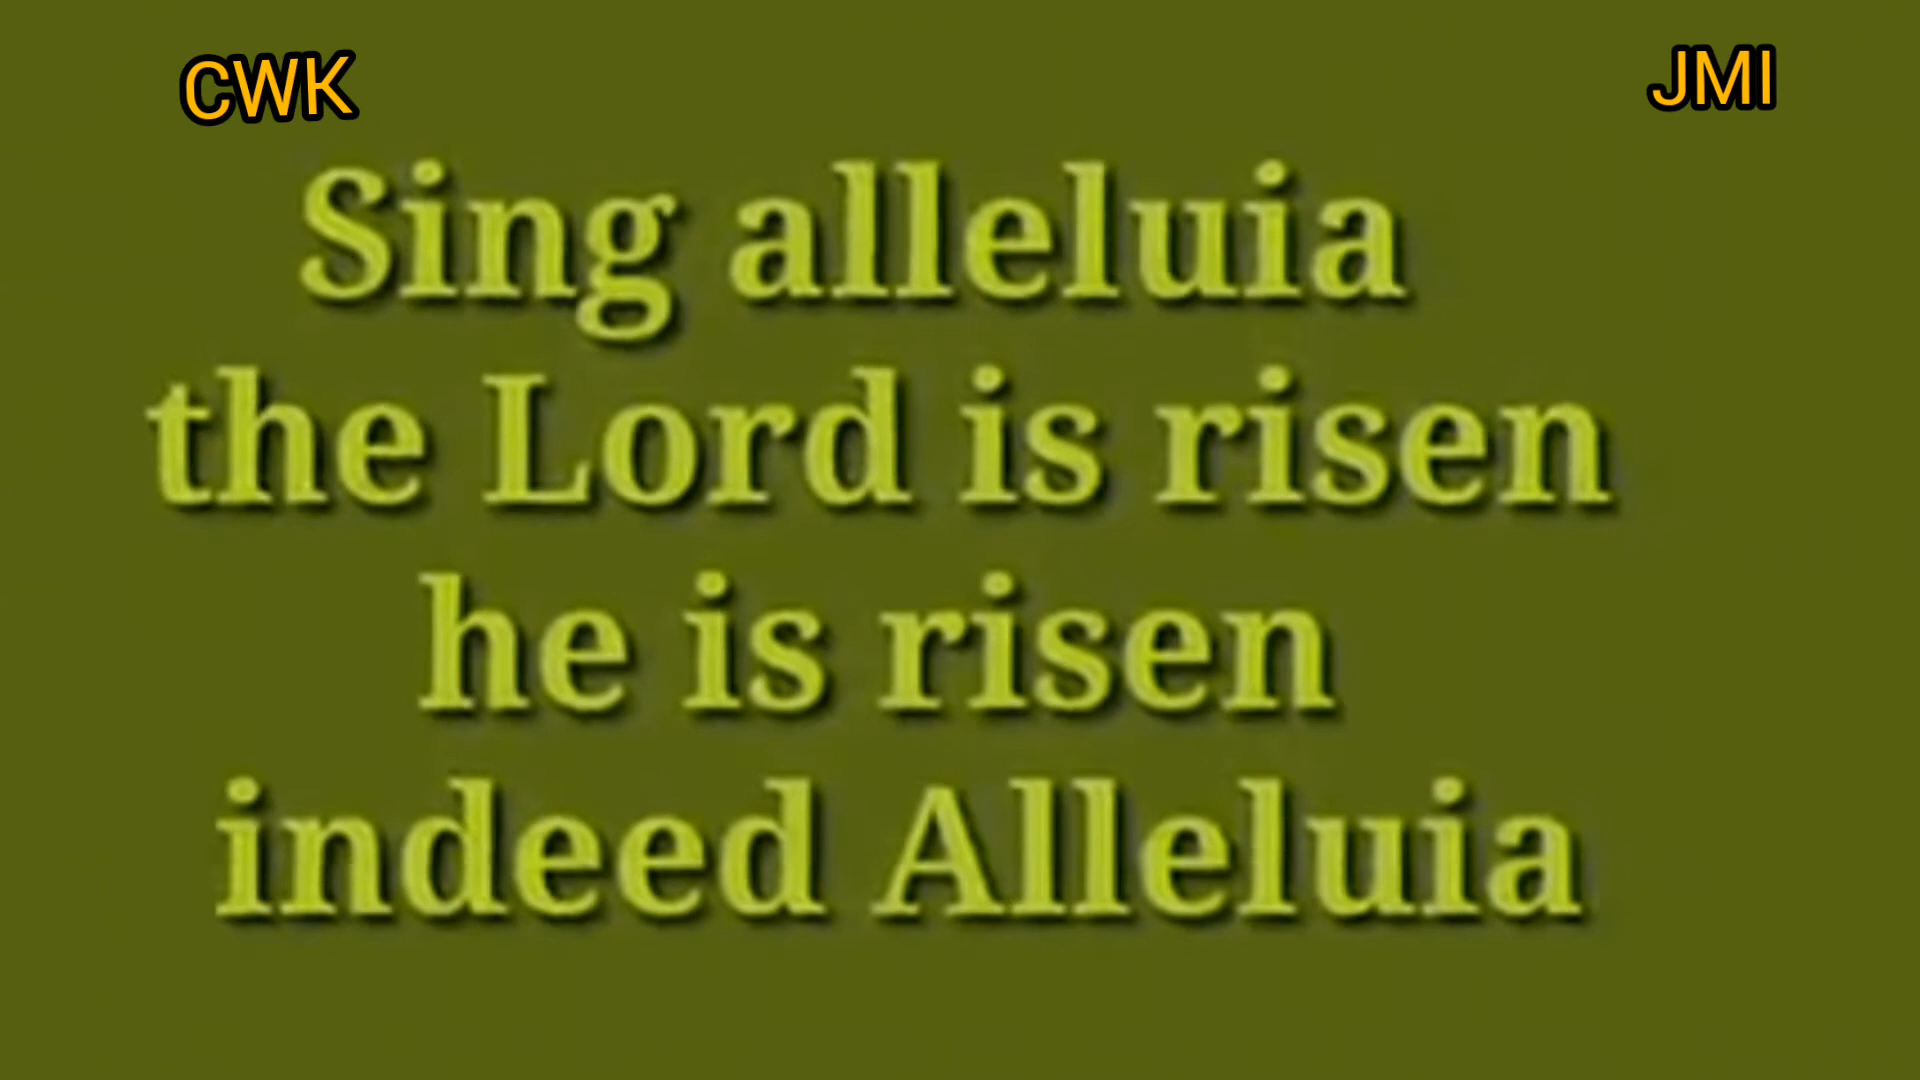 CWK
JMI
Sing alleluia
the Lord is risen
he is risen
indeed Alleluia